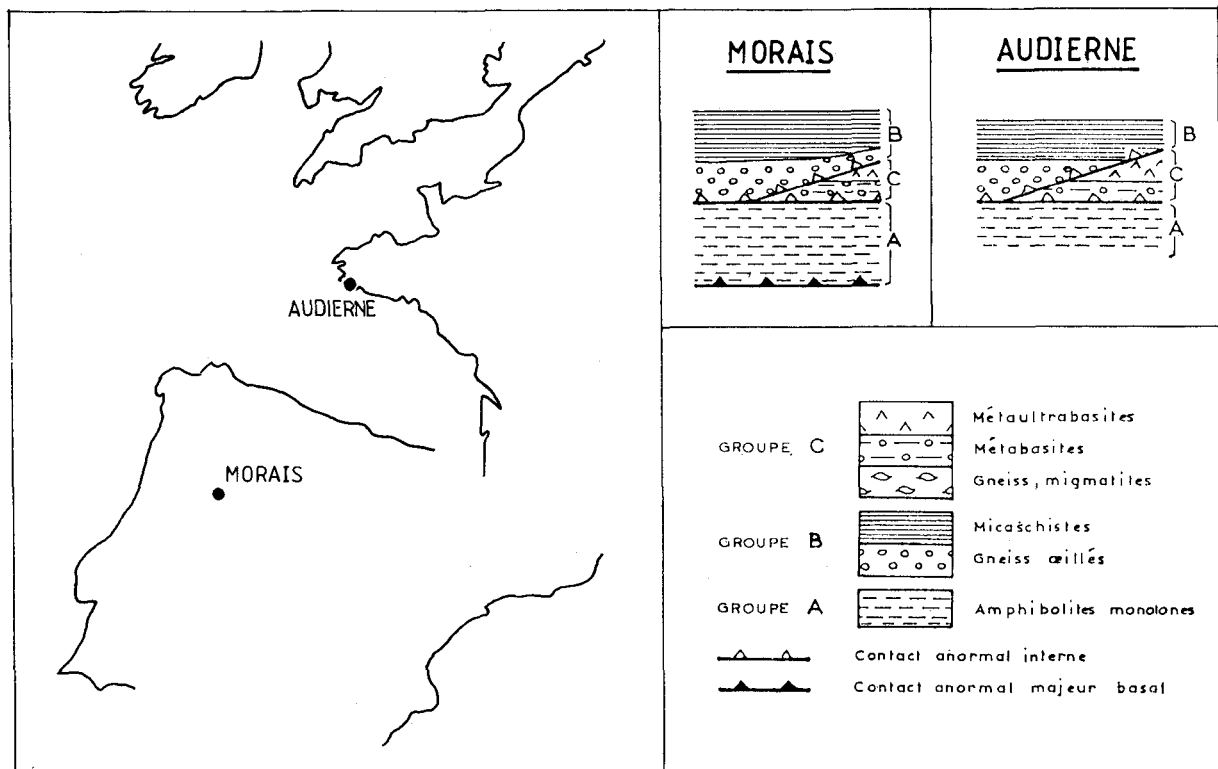 AUDIERNE
MORAIS
MORAIS
B
C
A
AUDIERNE
B
C
A
GROUPE C
Métaultrabasites
Métabasites
Gneiss, migmatites
GROUPE B
Micaschistes
Gneiss œillés
GROUPE A
Amphibolites monotones
Contact anormal interne
Contact anormal majeur basal